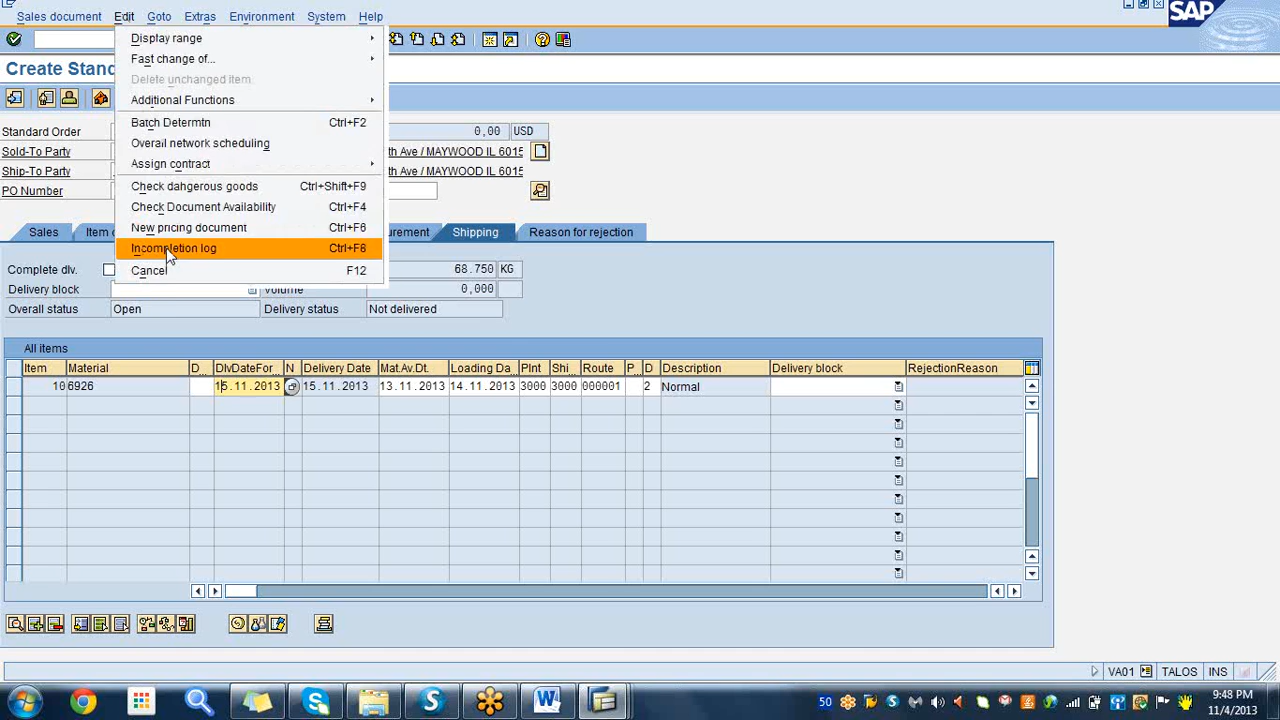 Sales document Edit Goto Extras Environment System Help
SAP
Display range
Fast change of...
Delete unchanged item.
Additional Functions
Batch Determtn Ctrl+F2
Overall network scheduling
Assign contract
Check dangerous goods Ctrl+Shift+F9
Check Document Availability Ctrl+F4
New pricing document Ctrl+F6
Incompletion log Ctrl+F6
Cancel F12
Create Stand
Standard Order 0,00 USD
Sold-To Party th Ave / MAYWOOD IL 6015
Ship-To Party th Ave / MAYWOOD IL 6015
PO Number
Sales Item urement Shipping Reason for rejection
Complete dlv. 68.750 KG
Delivery block Volume 0,000
Overall status Open Delivery status Not delivered
All items
Item Material D... DlvDateFor... N Delivery Date Mat.Av.Dt. Loading Da... Plnt Shi... Route P... D Description Delivery block RejectionReason
10 6926 15.11.2013 15.11.2013 13.11.2013 14.11.2013 3000 3000 000001 2 Normal
VA01 TALOS INS
50
9:48 PM
11/4/2013